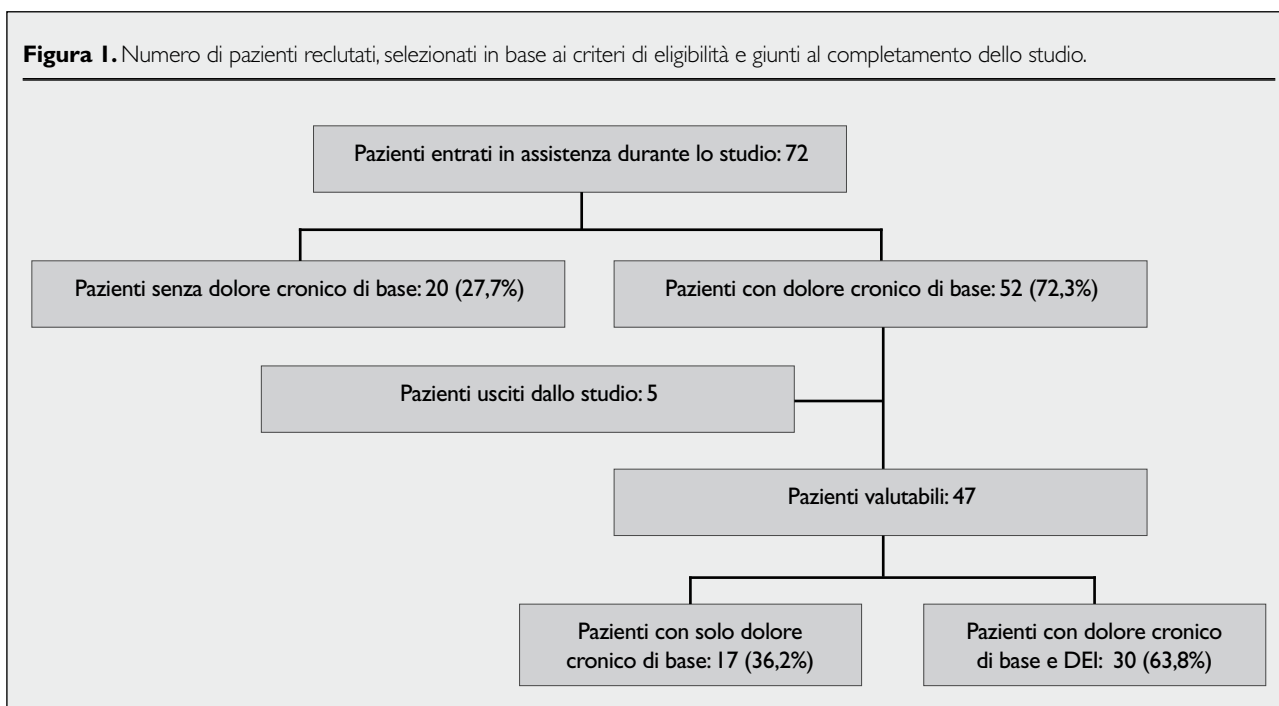 Figura 1. Numero di pazienti reclutati, selezionati in base ai criteri di eligibilità e giunti al completamento dello studio.
Pazienti entrati in assistenza durante lo studio: 72
Pazienti senza dolore cronico di base: 20 (27,7%)
Pazienti con dolore cronico di base: 52 (72,3%)
Pazienti usciti dallo studio: 5
Pazienti valutabili: 47
Pazienti con solo dolore
cronico di base: 17 (36,2%)
Pazienti con dolore cronico
di base e DEI: 30 (63,8%)